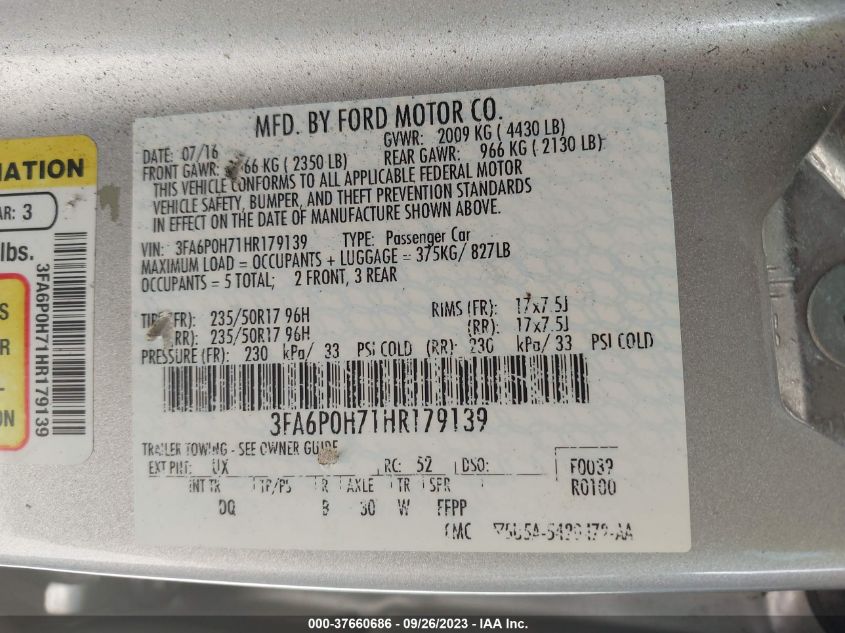 MFD. BY FORD MOTOR CO.
DATE: 07/16 GVWR: 2009 KG ( 4430 LB)
FRONT GAWR: KG ( 2350 LB) REAR GAWR: 966 KG ( 2130 LB)
THIS VEHICLE CONFORMS TO ALL APPLICABLE FEDERAL MOTOR
VEHICLE SAFETY, BUMPER, AND THEFT PREVENTION STANDARDS
IN EFFECT ON THE DATE OF MANUFACTURE SHOWN ABOVE.
VIN: 3FA6P0H71HR179139 TYPE: Passenger Car
MAXIMUM LOAD = OCCUPANTS + LUGGAGE = 375KG/ 827LB
OCCUPANTS = 5 TOTAL; 2 FRONT, 3 REAR
(FR): 235/50R17 96H RIMS (FR): 17x7.5J
(RR): 235/50R17 96H (RR): 17x7.5J
PRESSURE (FR): 230 kPa/ 33 PSI COLD (RR): 230 kPa/ 33 PSI COLD
3FA6P0H71HR179139
TRAILER TOWING - SEE OWNER GUIDE
EXT PNT: UX RC: 52 DSO: 
R0100
INT TR TP/PS R AXLE TR SPR
DQ B 30 W FFPP
MATION
AR: 3
lbs.
S
R
L-
3FA6P0H71HR179139
000-37660686 - 09/26/2023 - IAA Inc.